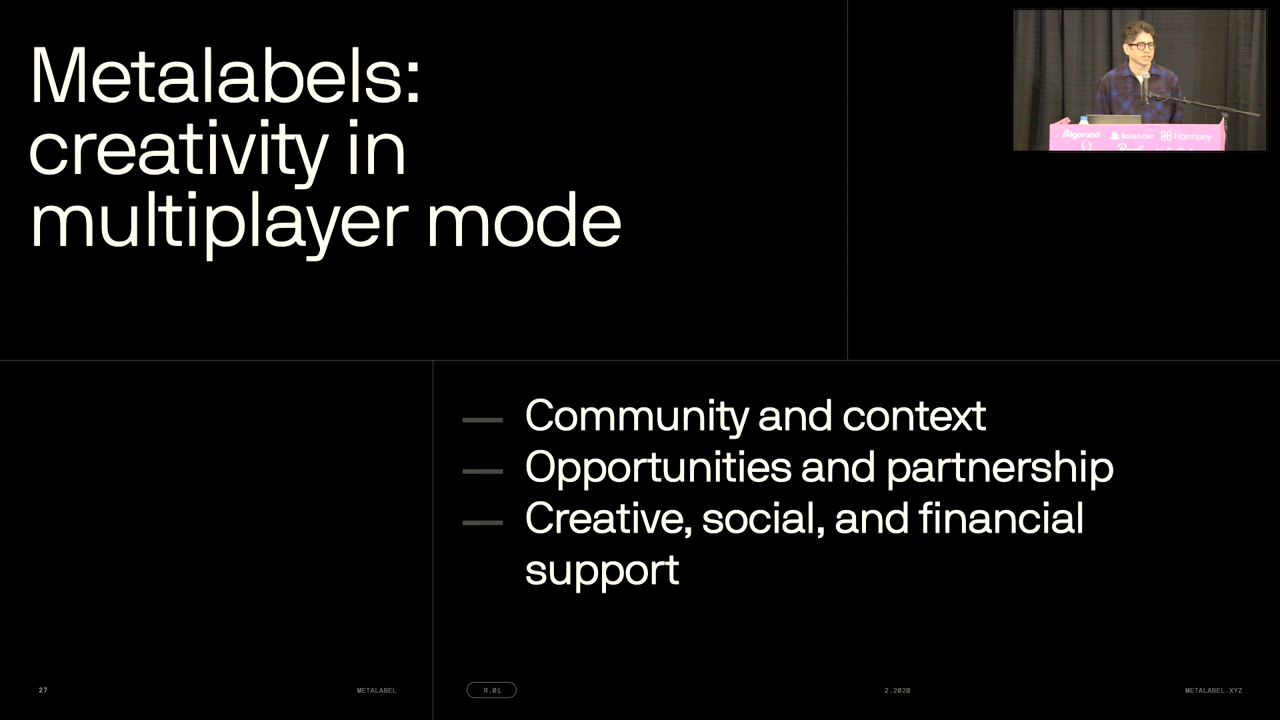 Metalabels:
creativity in
multiplayer mode
Algorand
Balancer
Harmony
— Community and context
— Opportunities and partnership
— Creative, social, and financial
support
27
METALABEL
R.01
2.2020
METALABEL.XYZ